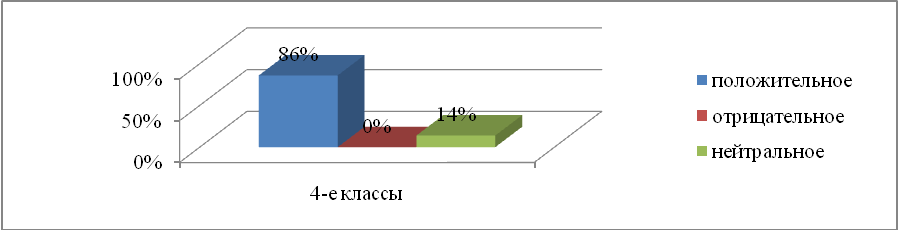 86%
100%
0%
14%
50%
0%
4-е классы
положительное
отрицательное
нейтральное